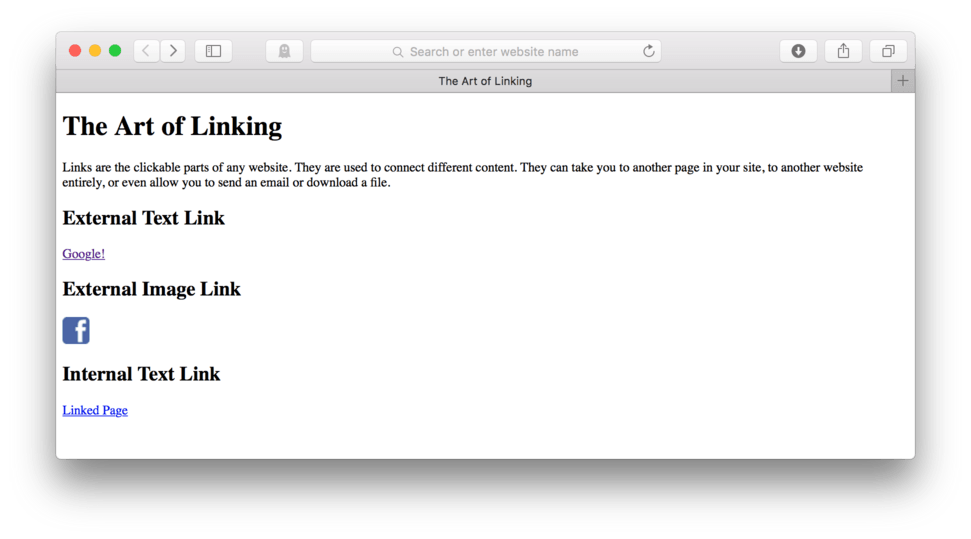 Search or enter website name
The Art of Linking
The Art of Linking
Links are the clickable parts of any website. They are used to connect different content. They can take you to another page in your site, to another website
entirely, or even allow you to send an email or download a file.
External Text Link
Google!
External Image Link
f
Internal Text Link
Linked Page